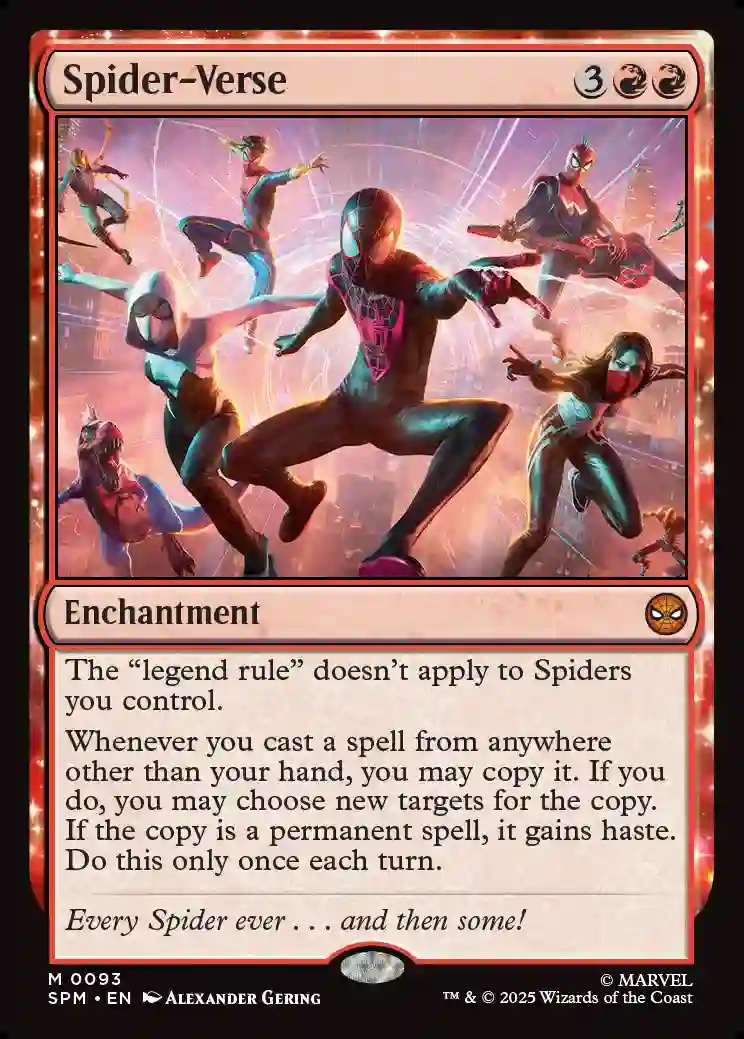 Spider-Verse 3
Enchantment
The “legend rule” doesn’t apply to Spiders
you control.
Whenever you cast a spell from anywhere
other than your hand, you may copy it. If you
do, you may choose new targets for the copy.
If the copy is a permanent spell, it gains haste.
Do this only once each turn.
Every Spider ever . . . and then some!
M 0093
SPM • EN Alexander Gering
© MARVEL
™ & © 2025 Wizards of the Coast